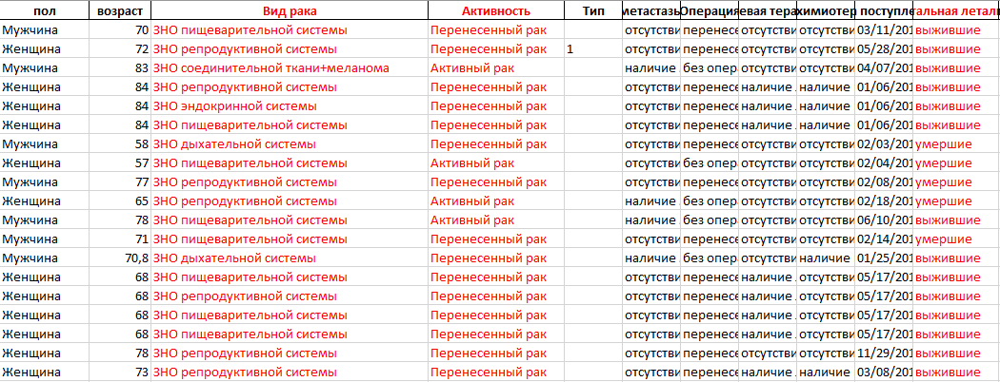 пол возраст Вид рака Активность Тип метастазы Операция евая тера химиотер поступле альная летали
Мужчина 70 ЗНО пищеварительной системы Перенесенный рак отсутстви перенесе отсутстви отсутстви 03/11/201 выжившие
Женщина 72 ЗНО репродуктивной системы Перенесенный рак 1 отсутстви перенесе отсутстви отсутстви 05/28/201 выжившие
Мужчина 83 ЗНО соединительной ткани+меланома Активный рак наличие без опер отсутстви отсутстви 04/07/201 выжившие
Женщина 84 ЗНО репродуктивной системы Перенесенный рак отсутстви перенесе наличие наличие 01/06/201 выжившие
Женщина 84 ЗНО эндокринной системы Перенесенный рак отсутстви перенесе наличие наличие 01/06/201 выжившие
Женщина 84 ЗНО пищеварительной системы Перенесенный рак отсутстви перенесе наличие наличие 01/06/201 выжившие
Мужчина 58 ЗНО дыхательной системы Перенесенный рак отсутстви перенесе отсутстви отсутстви 02/03/201 умершие
Женщина 57 ЗНО репродуктивной системы Активный рак отсутстви без опер отсутстви отсутстви 02/04/201 умершие
Мужчина 77 ЗНО репродуктивной системы Перенесенный рак отсутстви перенесе отсутстви отсутстви 02/08/201 умершие
Женщина 65 ЗНО репродуктивной системы Активный рак наличие без опер отсутстви отсутстви 02/18/201 умершие
Мужчина 78 ЗНО репродуктивной системы Активный рак наличие без опер отсутстви отсутстви 06/10/201 выжившие
Мужчина 71 ЗНО репродуктивной системы Перенесенный рак отсутстви перенесе отсутстви отсутстви 02/14/201 умершие
Мужчина 70,8 ЗНО дыхательной системы Перенесенный рак наличие без опер отсутстви наличие 01/25/201 выжившие
Женщина 68 ЗНО пищеварительной системы Перенесенный рак отсутстви перенесе наличие отсутстви 05/17/201 выжившие
Женщина 68 ЗНО репродуктивной системы Перенесенный рак отсутстви перенесе наличие отсутстви 05/17/201 выжившие
Женщина 68 ЗНО пищеварительной системы Перенесенный рак отсутстви перенесе наличие отсутстви 05/17/201 выжившие
Женщина 68 ЗНО пищеварительной системы Перенесенный рак отсутстви перенесе наличие отсутстви 05/17/201 выжившие
Женщина 78 ЗНО репродуктивной системы Перенесенный рак отсутстви перенесе отсутстви отсутстви 11/29/201 выжившие
Женщина 73 ЗНО репродуктивной системы Перенесенный рак отсутстви перенесе наличие наличие 03/08/201 выжившие